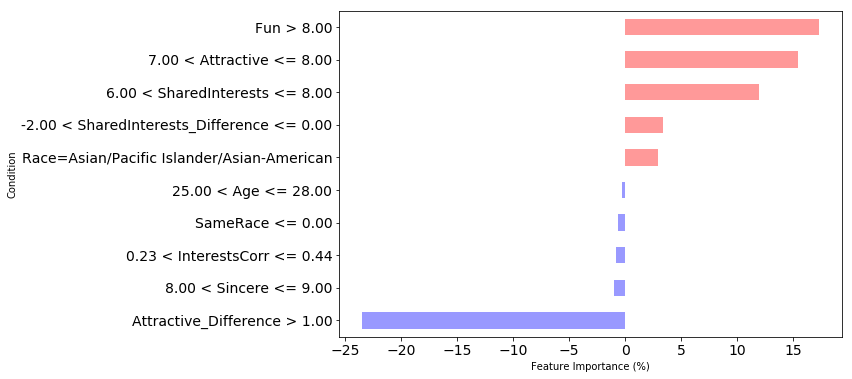 Fun > 8.00
7.00 < Attractive <= 8.00
6.00 < SharedInterests <= 8.00
-2.00 < SharedInterests_Difference <= 0.00
Race=Asian/Pacific Islander/Asian-American
25.00 < Age <= 28.00
SameRace <= 0.00
0.23 < InterestsCorr <= 0.44
8.00 < Sincere <= 9.00
Attractive_Difference > 1.00
Condition
−25 −20 −15 −10 −5 0 5 10 15
Feature Importance (%)